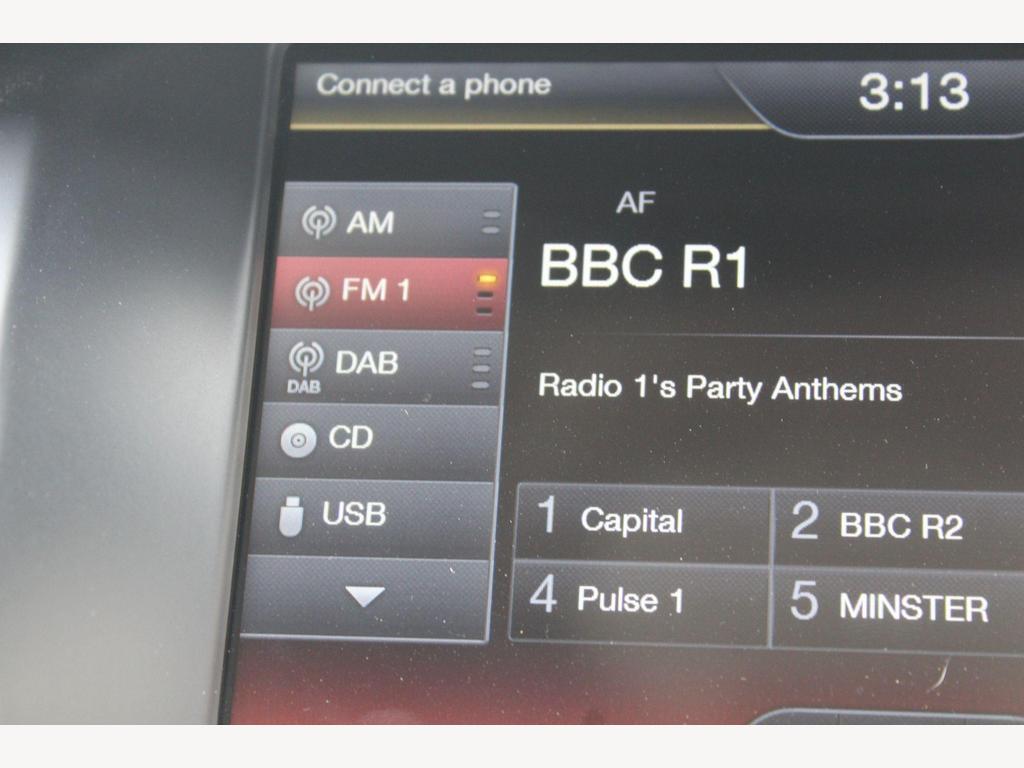 Connect a phone
3:13
AM
FM 1
DAB
DAB
CD
USB
AF
BBC R1
Radio 1's Party Anthems
1 Capital
2 BBC R2
4 Pulse 1
5 MINSTER